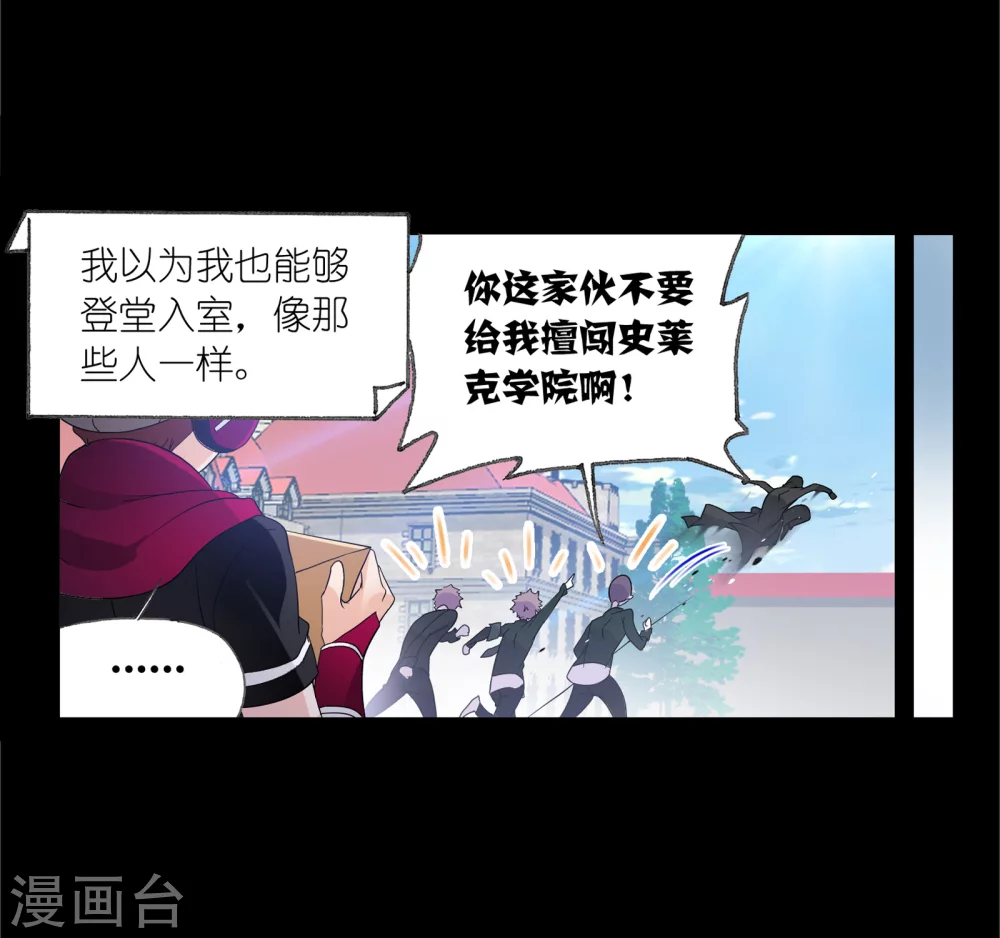 我以为我也能够
登堂入室，像那
些人一样。
你这家伙不要
给我擅闯史莱
克学院啊！
……
漫画台